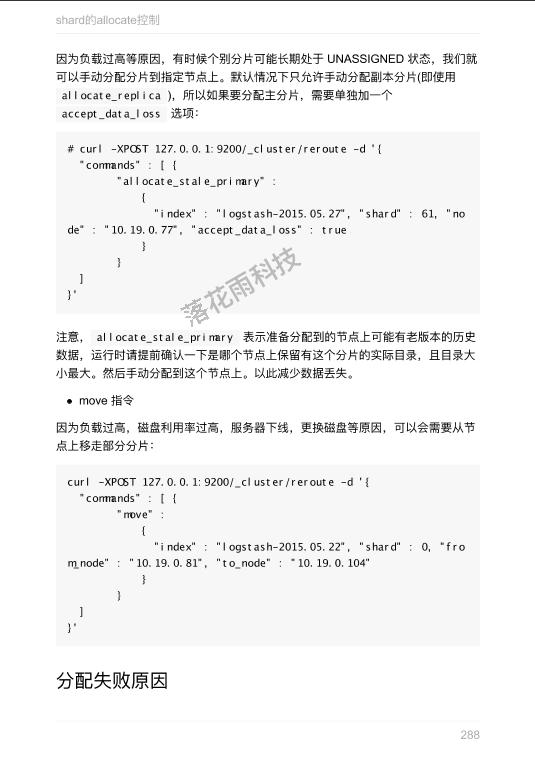 shard的allocate控制
因为负载过高等原因，有时候个别分片可能长期处于 UNASSIGNED 状态，我们就
可以手动分配分片到指定节点上。默认情况下只允许手动分配副本分片(即使用
allocate_replica )，所以如果要分配主分片，需要单独加一个
accept_data_loss 选项：
# curl -XPOST 127.0.0.1:9200/_cluster/reroute -d '{
"commands" : [ {
"allocate_stale_primary" :
{
"index" : "logstash-2015.05.27", "shard" : 61, "no
de" : "10.19.0.77", "accept_data_loss" : true
}
}
]
}'
落花雨科技
注意， allocate_stale_primary 表示准备分配到的节点上可能有老版本的历史
数据，运行时请提前确认一下是哪个节点上保留有这个分片的实际目录，且目录大
小最大。然后手动分配到这个节点上。以此减少数据丢失。
● move 指令
因为负载过高，磁盘利用率过高，服务器下线，更换磁盘等原因，可以会需要从节
点上移走部分分片：
curl -XPOST 127.0.0.1:9200/_cluster/reroute -d '{
"commands" : [ {
"move" :
{
"index" : "logstash-2015.05.22", "shard" : 0, "fro
m_node" : "10.19.0.81", "to_node" : "10.19.0.104"
}
}
]
}'
分配失败原因
288